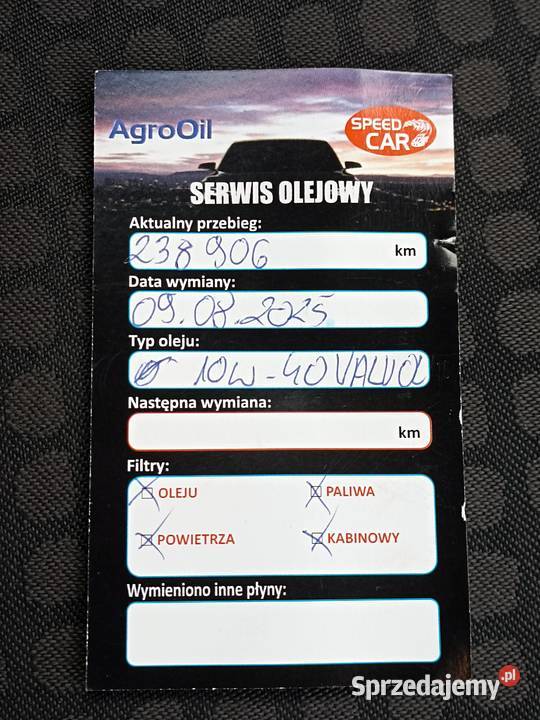 AgroOil
SPEED CAR
SERWIS OLEJOWY
Aktualny przebieg:
238 906 km
Data wymiany:
09.08.2025
Typ oleju:
10W-40
Następna wymiana:
km
Filtry:
OLEJU PALIWA
POWIETRZA KABINOWY
Wymieniono inne płyny:
Sprzedajemy.pl